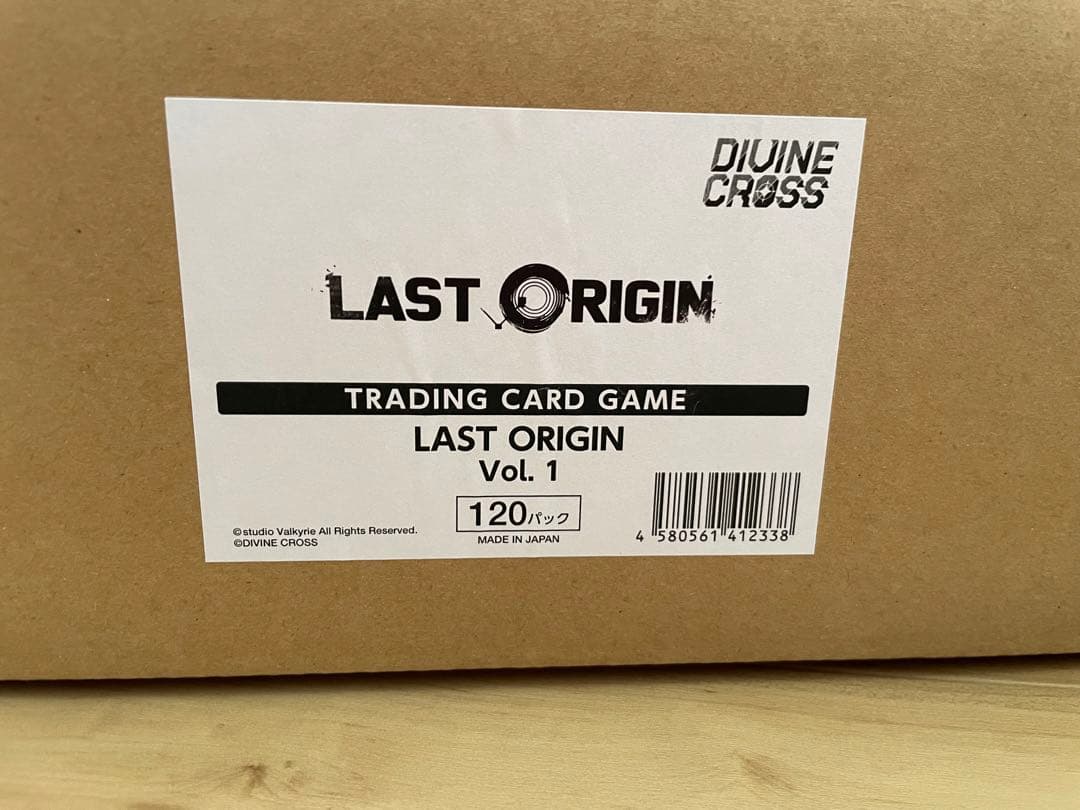 DIVINE
CROSS
LAST ORIGIN
TRADING CARD GAME
LAST ORIGIN
Vol. 1
120パック
MADE IN JAPAN
©studio Valkyrie All Rights Reserved.
©DIVINE CROSS
4 580561 412338